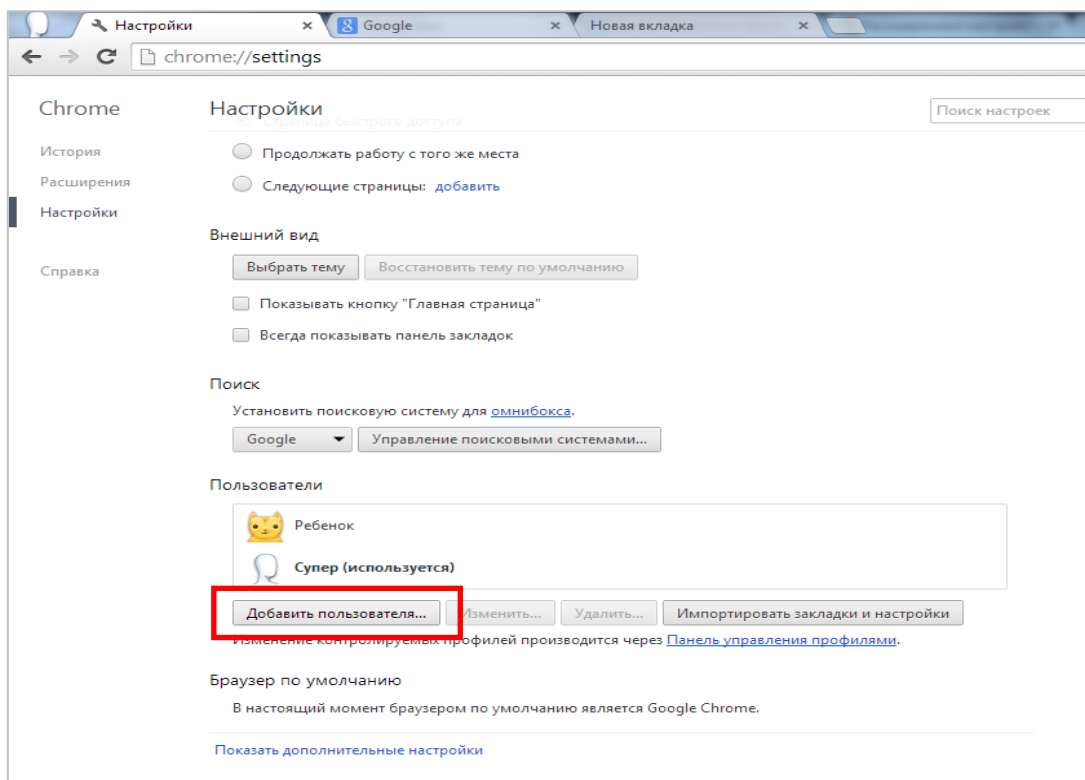 Настройки
Google
Новая вкладка
chrome://settings
Chrome
Настройки
Поиск настроек
Страница быстрого доступа
История
Расширения
Настройки
Справка
Продолжать работу с того же места
Следующие страницы: добавить
Внешний вид
Выбрать тему
Восстановить тему по умолчанию
Показывать кнопку "Главная страница"
Всегда показывать панель закладок
Поиск
Установить поисковую систему для омнибокса.
Google
Управление поисковыми системами...
Пользователи
Ребенок
Супер (используется)
Добавить пользователя...
Изменить...
Удалить...
Импортировать закладки и настройки
Изменение контролируемых профилей производится через Панель управления профилями.
Браузер по умолчанию
В настоящий момент браузером по умолчанию является Google Chrome.
Показать дополнительные настройки